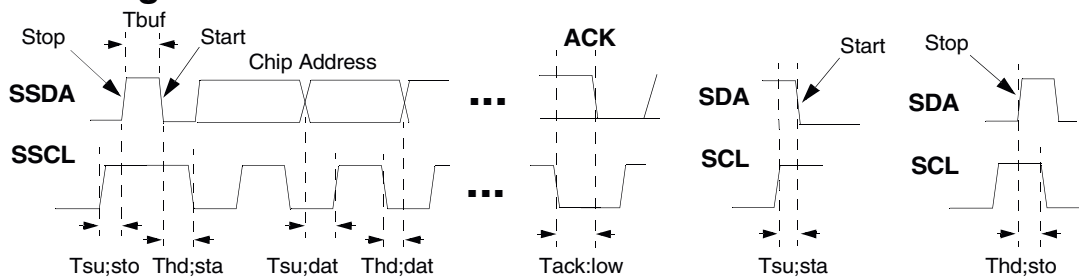 Tbuf
Stop
Start
ACK
Chip Address
Start
Stop
SSDA
...
SDA
SDA
SSCL
...
SCL
SCL
Tsu;sto
Thd;sta
Tsu;dat
Thd;dat
Tack:low
Tsu;sta
Thd;sto